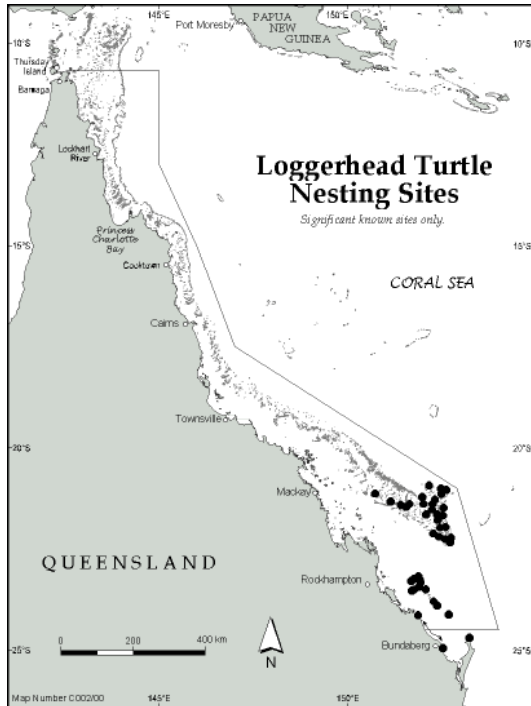 145°E
150°E
Port Moresby
PAPUA
NEW
GUINEA
10°S
10°S
Thursday
Island
Bamaga
Lockhart
River
Loggerhead Turtle
Nesting Sites
Significant known sites only.
Princess
Charlotte
Bay
15°S
15°S
Cooktown
CORAL SEA
Cairns
Townsville
20°S
20°S
Mackay
QUEENSLAND
Rockhampton
0 200 400 km
N
Bundaberg
25°S
25°S
Map Number C002/00
145°E
150°E